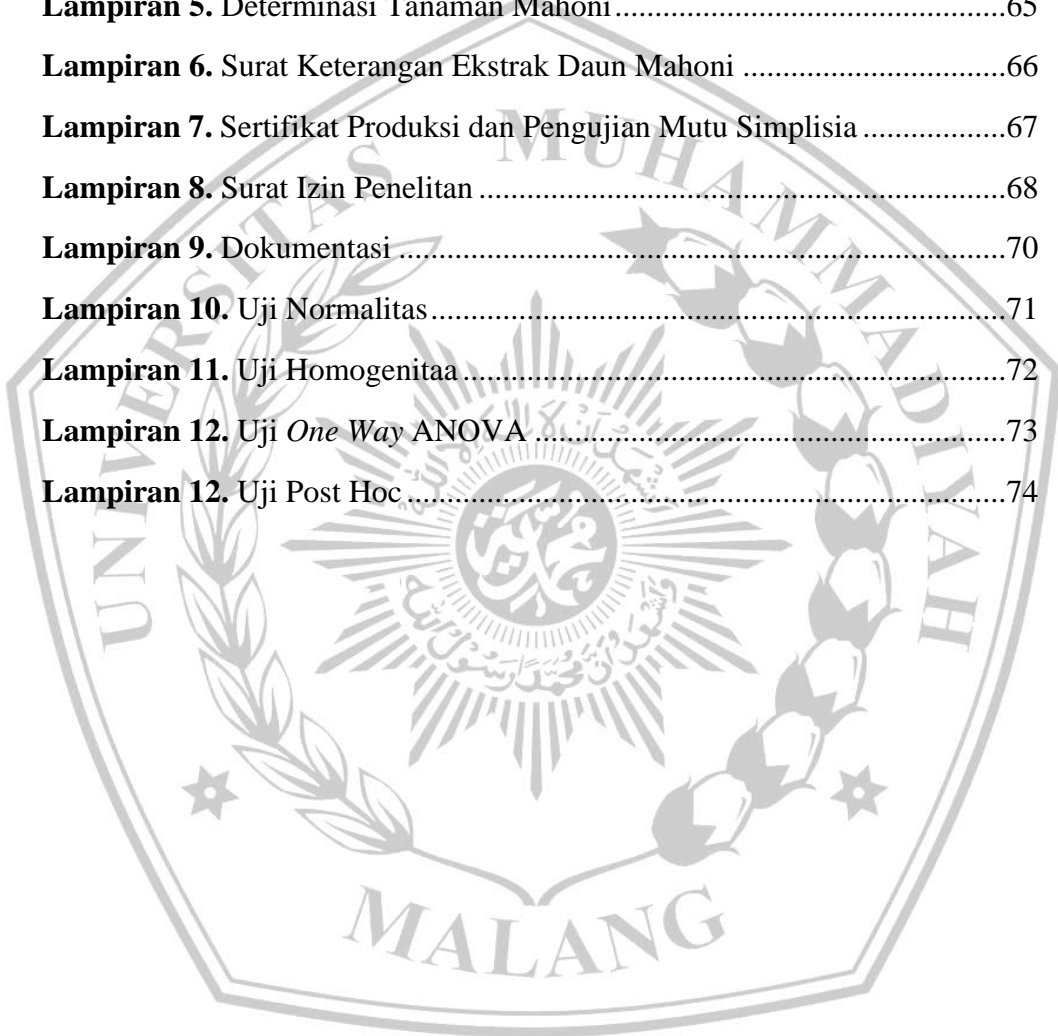 Lampiran 5. Determinasi Tanaman Mahoni....................................................65
Lampiran 6. Surat Keterangan Ekstrak Daun Mahoni .................................66
Lampiran 7. Sertifikat Produksi dan Pengujian Mutu Simplisia ..................67
Lampiran 8. Surat Izin Penelitan ..................................................................68
Lampiran 9. Dokumentasi ............................................................................70
Lampiran 10. Uji Normalitas........................................................................71
Lampiran 11. Uji Homogenitaa ....................................................................72
Lampiran 12. Uji One Way ANOVA ...........................................................73
Lampiran 12. Uji Post Hoc ...........................................................................74
UNIVERSITAS MUHAMMADIYAH
MALANG